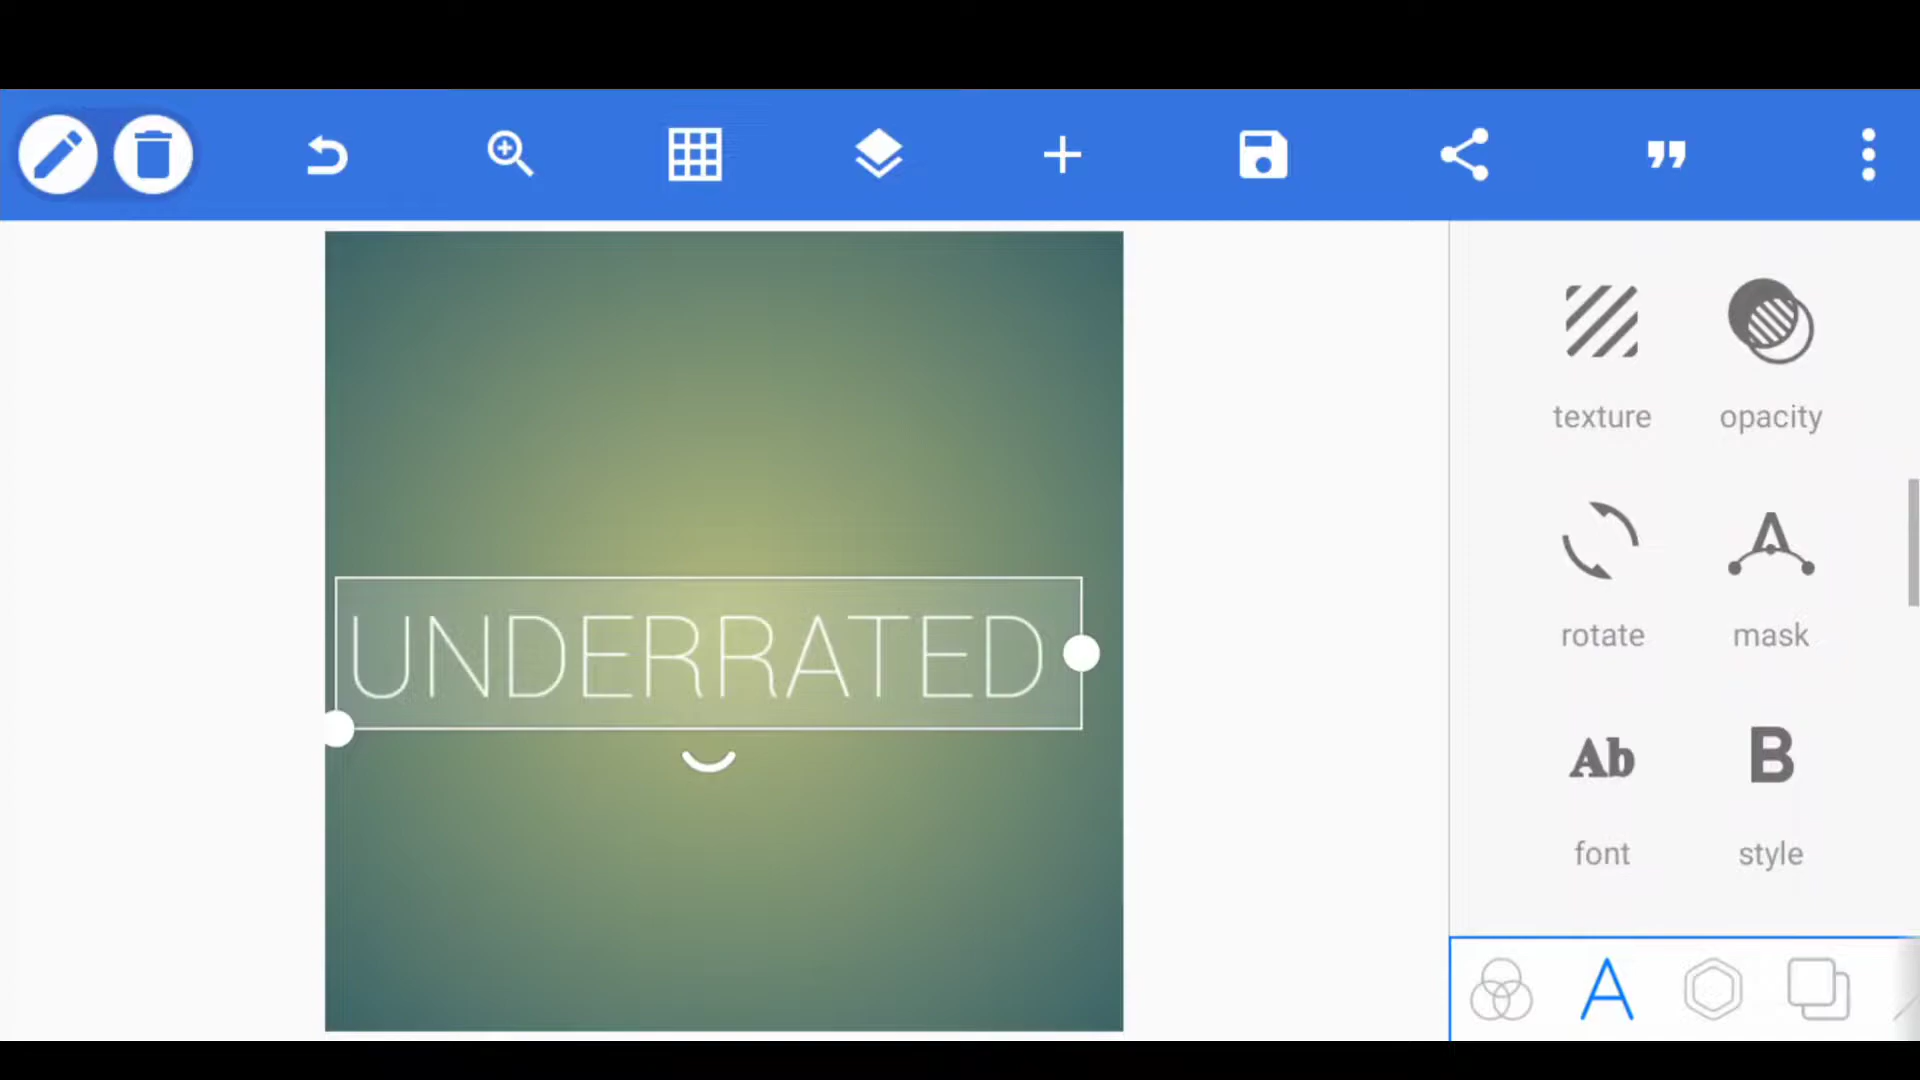 texture opacity
UNDERRATED
rotate mask
Ab B
font style